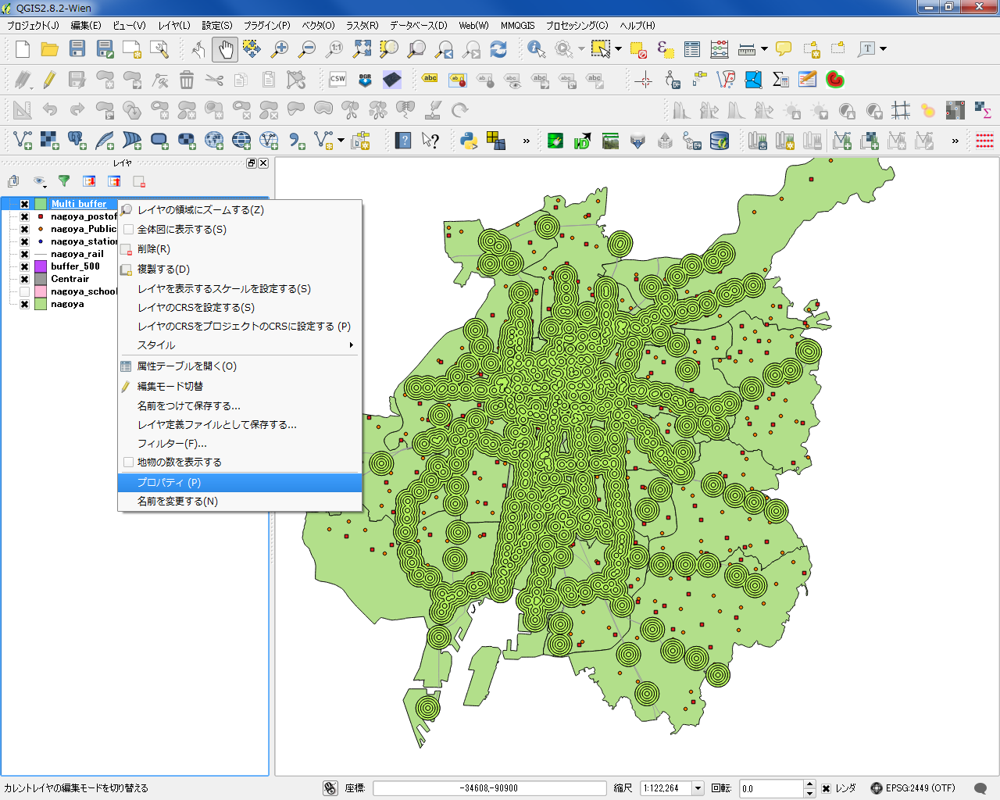 QGIS2.8.2-Wien
プロジェクト(J) 編集(E) ビュー(V) レイヤ(L) 設定(S) プラグイン(P) ベクタ(O) ラスタ(R) データベース(D) Web(W) MMQGIS プロセッシング(C) ヘルプ(H)
レイヤ
Multi buffer
nagoya_postof
nagoya_Public
nagoya_station
nagoya_rail
buffer_500
Centrair
nagoya_school
nagoya
レイヤの領域にズームする(Z)
全体図に表示する(S)
削除(R)
複製する(D)
レイヤを表示するスケールを設定する(S)
レイヤのCRSを設定する(S)
レイヤのCRSをプロジェクトのCRSに設定する (P)
スタイル
属性テーブルを開く(O)
編集モード切替
名前をつけて保存する...
レイヤ定義ファイルとして保存する...
フィルター(F)...
地物の数を表示する
プロパティ (P)
名前を変更する(N)
カレントレイヤの編集モードを切り替える 座標: -34608,-90900 縮尺 1:122,264 回転: 0.0 レンダ EPSG:2449 (OTF)